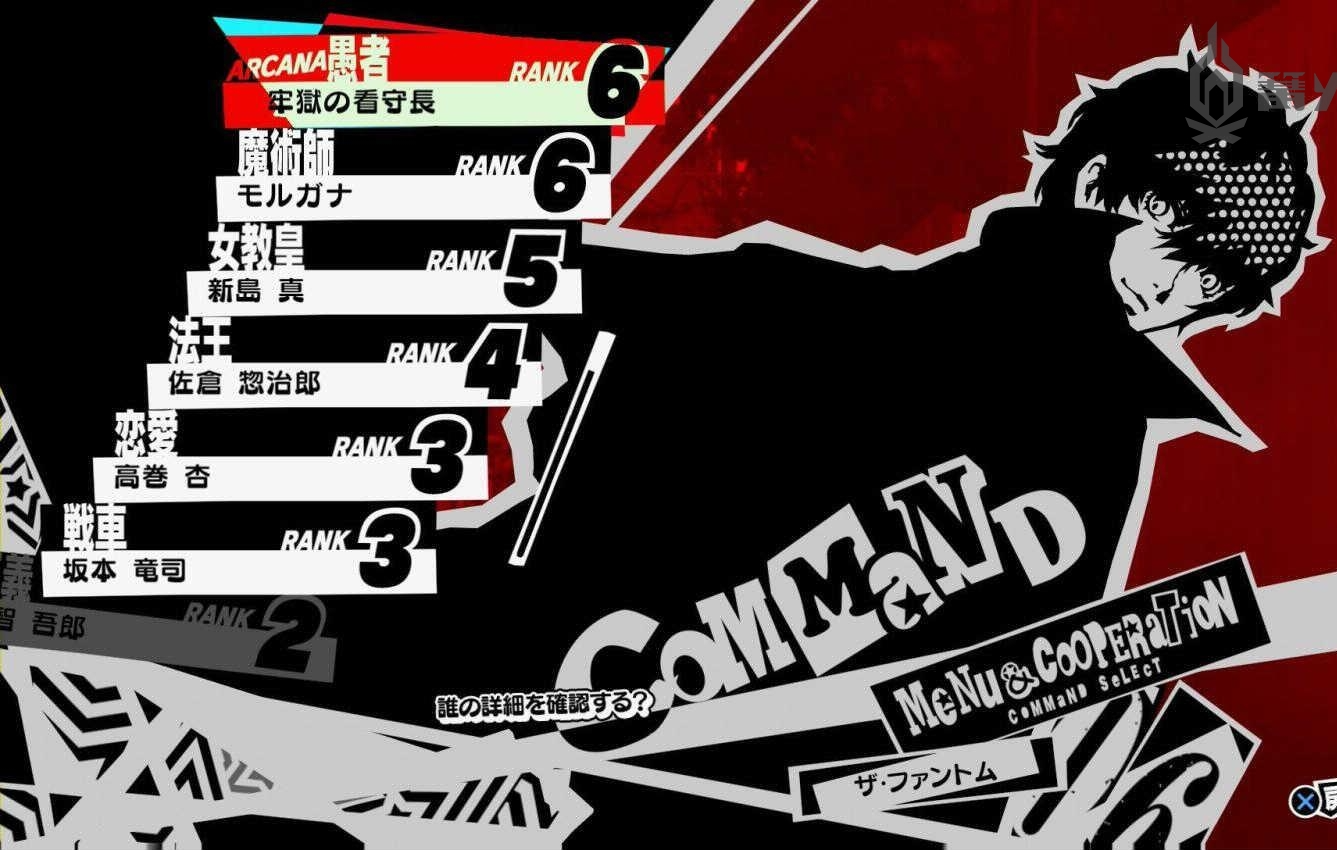 ARCANA愚者 RANK 6
牢獄の看守長
魔術師 RANK 6
モルガナ
女教皇 RANK 5
新島 真
法王 RANK 4
佐倉 惣治郎
恋愛 RANK 3
高巻 杏
戦車 RANK 3
坂本 竜司
義 RANK 2
智 吾郎
誰の詳細を確認する?
COMMaND
MeNu & COOPERaTiON
COMMaND SeLECT
ザ・ファントム